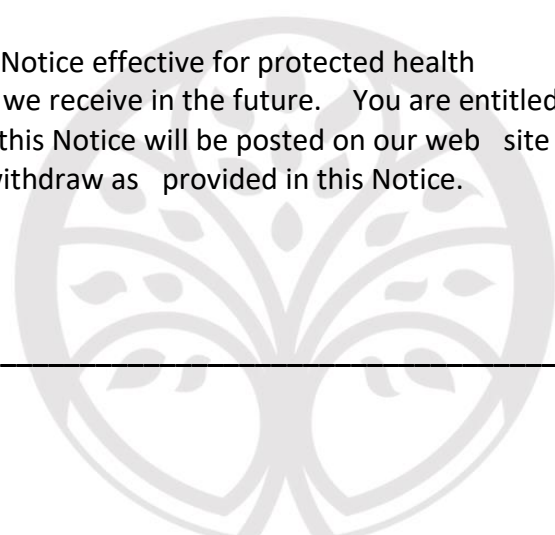 Notice effective for protected health
we receive in the future. You are entitled
this Notice will be posted on our web site
withdraw as provided in this Notice.